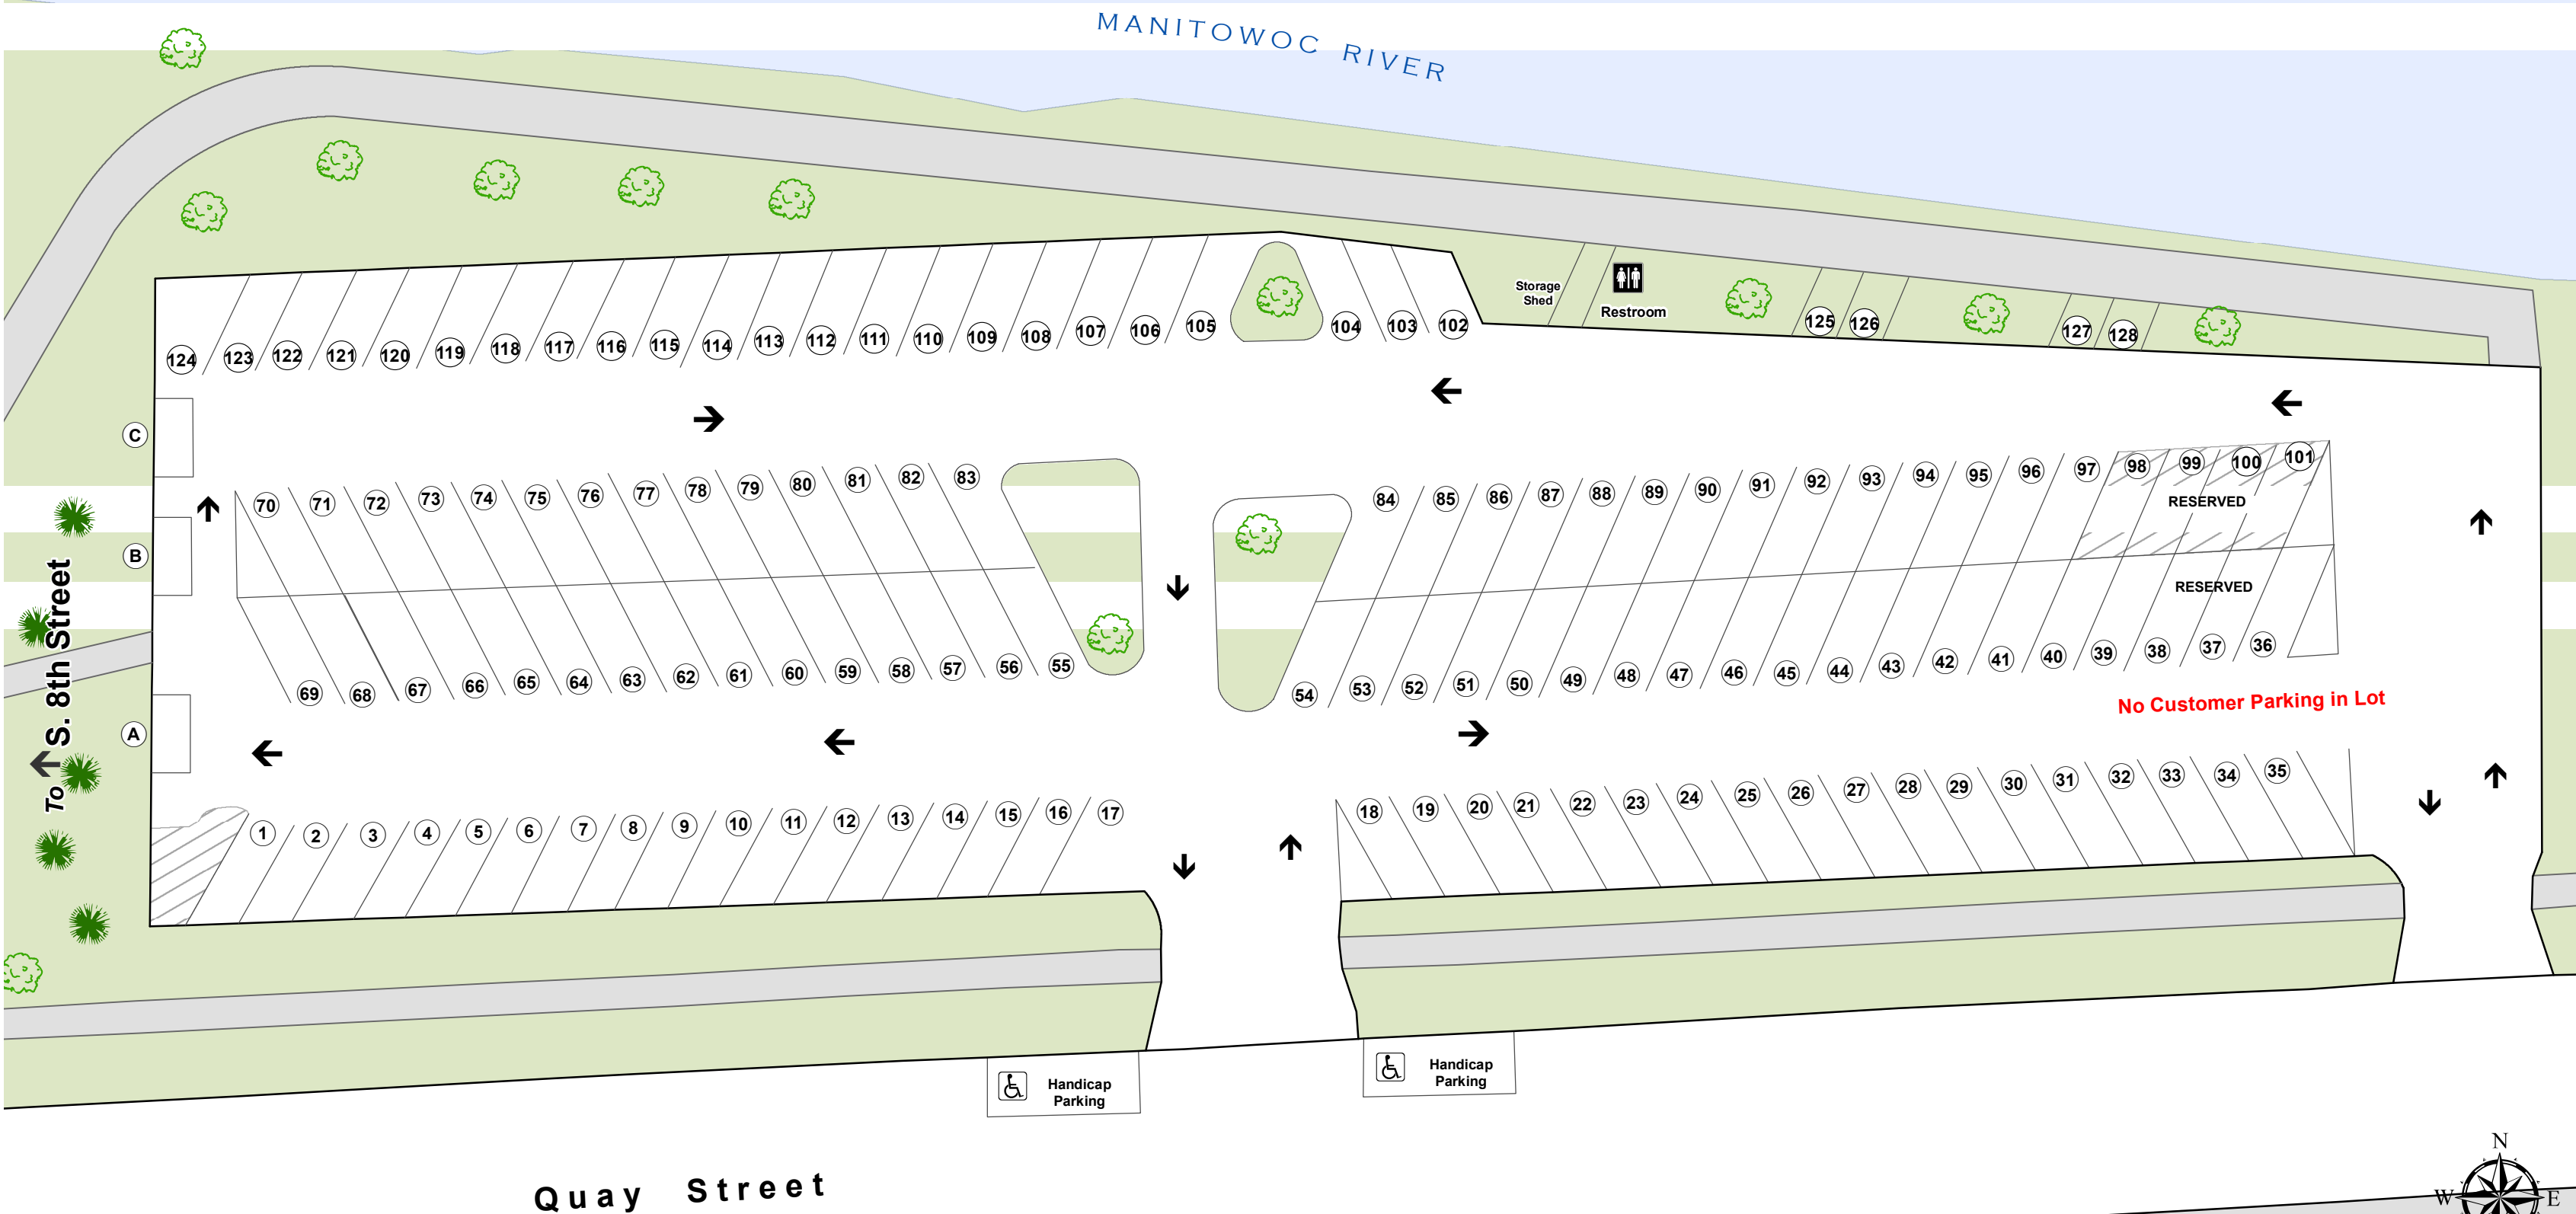 MANITOWOC RIVER
Storage
Shed
Restroom
124 123 122 121 120 119 118 117 116 115 114 113 112 111 110 109 108 107 106 105 104 103 102 125 126 127 128
C
70 71 72 73 74 75 76 77 78 79 80 81 82 83 84 85 86 87 88 89 90 91 92 93 94 95 96 97 98 99 100 101
RESERVED
B
RESERVED
69 68 67 66 65 64 63 62 61 60 59 58 57 56 55 54 53 52 51 50 49 48 47 46 45 44 43 42 41 40 39 38 37 36
To S. 8th Street
A
No Customer Parking in Lot
1 2 3 4 5 6 7 8 9 10 11 12 13 14 15 16 17 18 19 20 21 22 23 24 25 26 27 28 29 30 31 32 33 34 35
Handicap
Parking
Handicap
Parking
Quay Street
N
W E